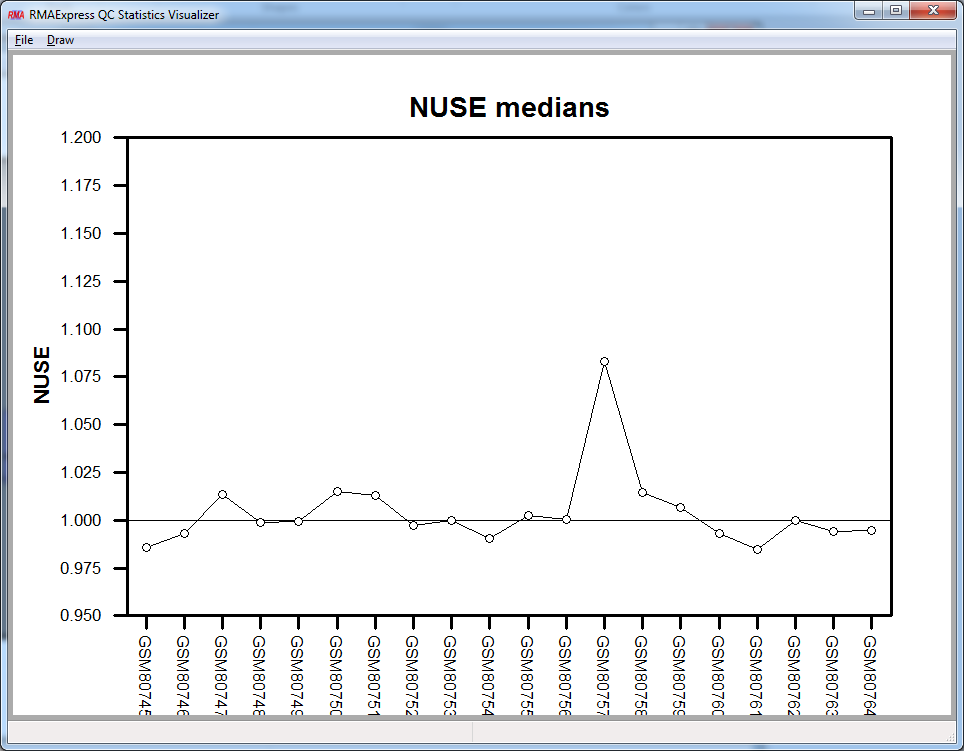 RMA RMAExpress QC Statistics Visualizer
File Draw
NUSE medians
1.200
1.175
1.150
1.125
1.100
1.075
1.050
1.025
1.000
0.975
0.950
NUSE
GSM80745
GSM80746
GSM80747
GSM80748
GSM80749
GSM80750
GSM80751
GSM80752
GSM80753
GSM80754
GSM80755
GSM80756
GSM80757
GSM80758
GSM80759
GSM80760
GSM80761
GSM80762
GSM80763
GSM80764